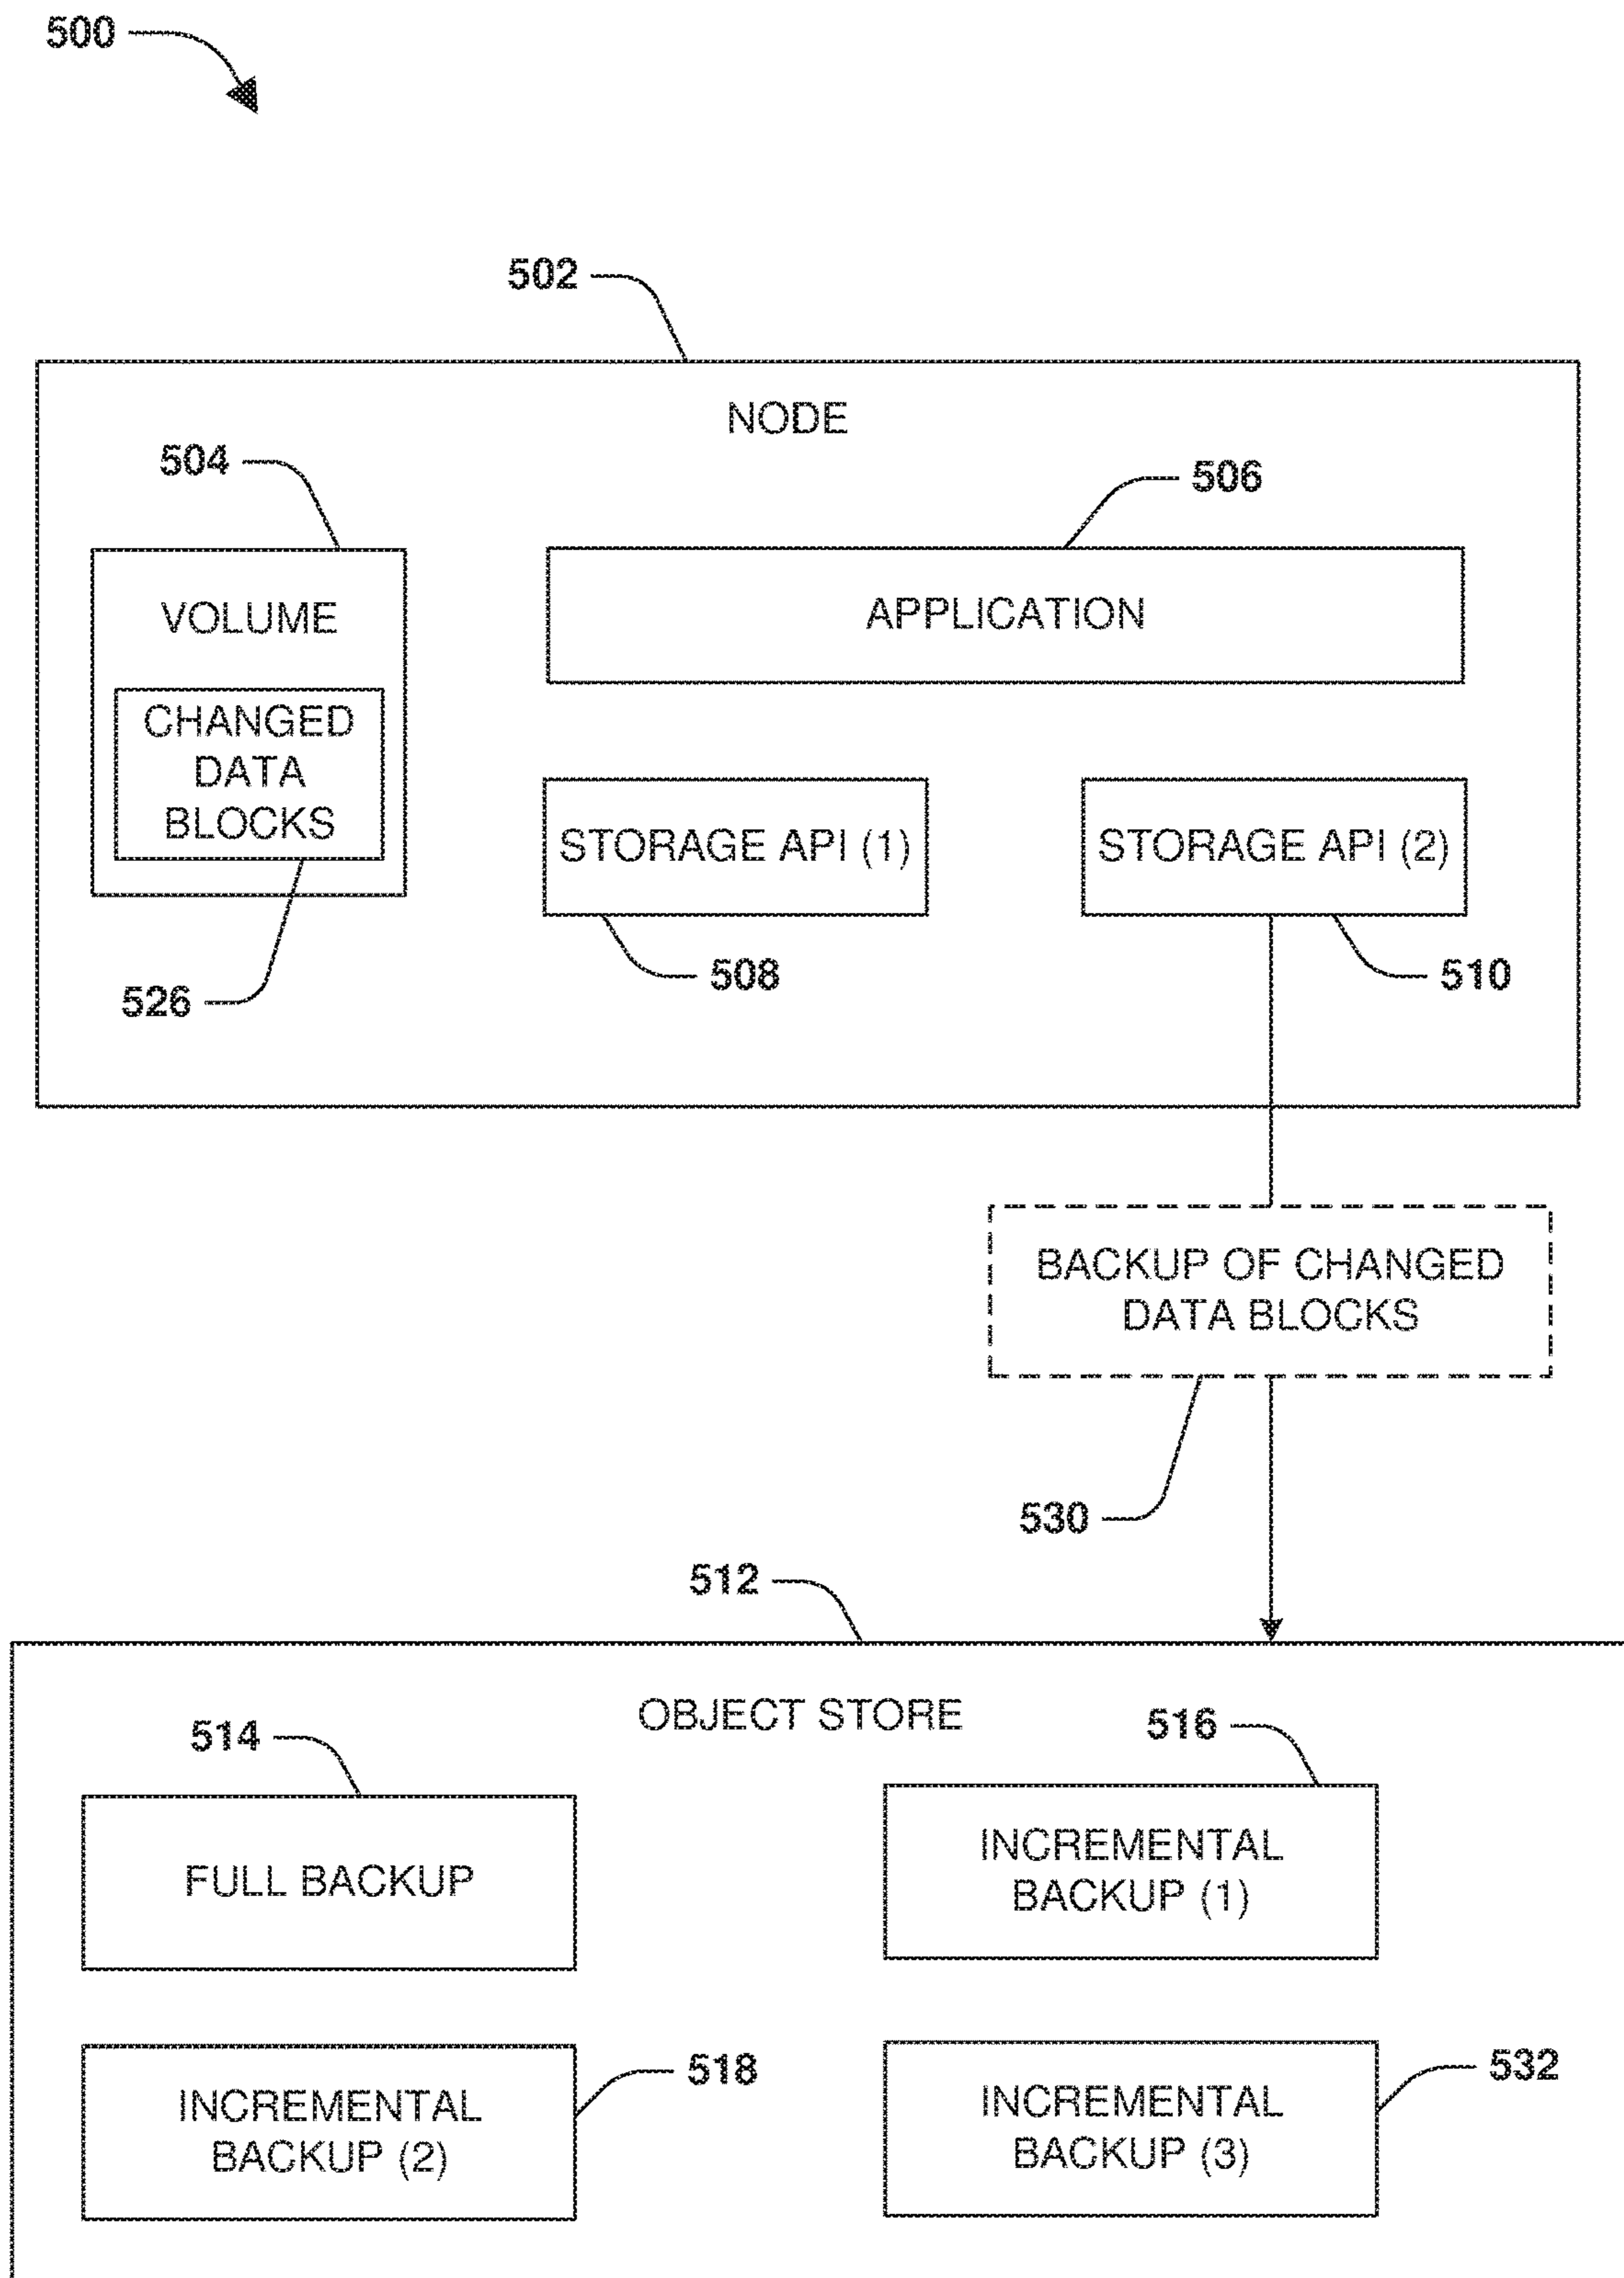 500
502
NODE
504
506
VOLUME
APPLICATION
CHANGED
DATA
BLOCKS
STORAGE API (1)
STORAGE API (2)
508
510
526
BACKUP OF CHANGED
DATA BLOCKS
530
512
OBJECT STORE
514
516
FULL BACKUP
INCREMENTAL
BACKUP (1)
518
532
INCREMENTAL
BACKUP (2)
INCREMENTAL
BACKUP (3)